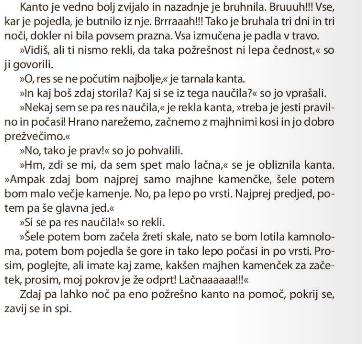 Kanto je vedno bolj zvijalo in nazadnje je bruhnila. Bruuuh!!! Vse,
kar je pojedla, je butnilo iz nje. Brrraaah!!! Tako je bruhala tri dni in tri
noči, dokler ni bila povsem prazna. Vsa izmučena je padla v travo.
»Vidiš, ali ti nismo rekli, da taka požrešnost ni lepa čednost,« so
ji govorili.
»O, res se ne počutim najbolje,« je tarnala kanta.
»In kaj boš zdaj storila? Kaj si se iz tega naučila?« so jo vprašali.
»Nekaj sem se pa res naučila,« je rekla kanta, »treba je jesti pravil-
no in počasi! Hrano narežemo, začnemo z majhnimi kosi in jo dobro
prežvečimo.«
»No, tako je prav!« so jo pohvalili.
»Hm, zdi se mi, da sem spet malo lačna,« se je obliznila kanta.
»Ampak zdaj bom najprej samo majhne kamenčke, šele potem
bom malo večje kamenje. No, pa lepo po vrsti. Najprej predjed, po-
tem pa še glavna jed.«
»Si se pa res naučila!« so rekli.
»Šele potem bom začela žreti skale, nato se bom lotila kamnolo-
ma, potem bom pojedla še gore in tako lepo počasi in po vrsti. Pro-
sim, poglejte, ali imate kaj zame, kakšen majhen kamenček za zače-
tek, prosim, moj pokrov je že odprt! Lačnaaaaaa!!!«
Zdaj pa lahko noč pa eno požrešno kanto na pomoč, pokrij se,
zavij se in spi.